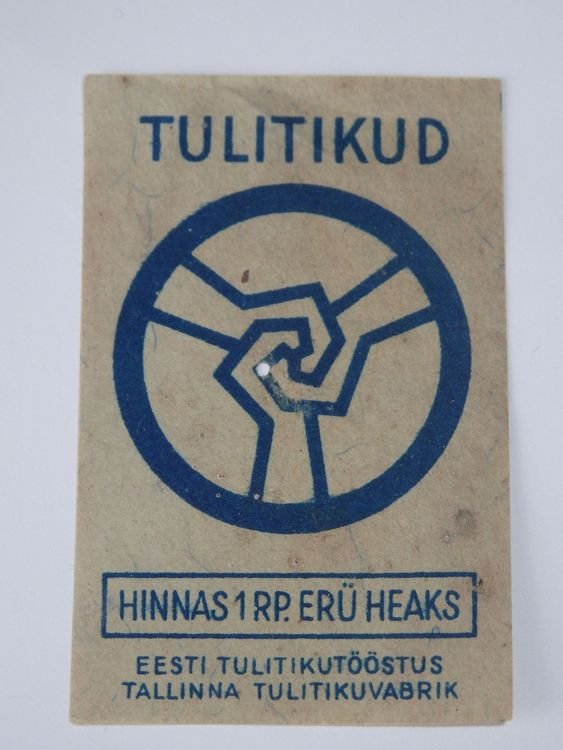 TULITIKUD
HINNAS 1 RP. ERÜ HEAKS
EESTI TULITIKUTÖÖSTUS
TALLINNA TULITIKUVABRIK